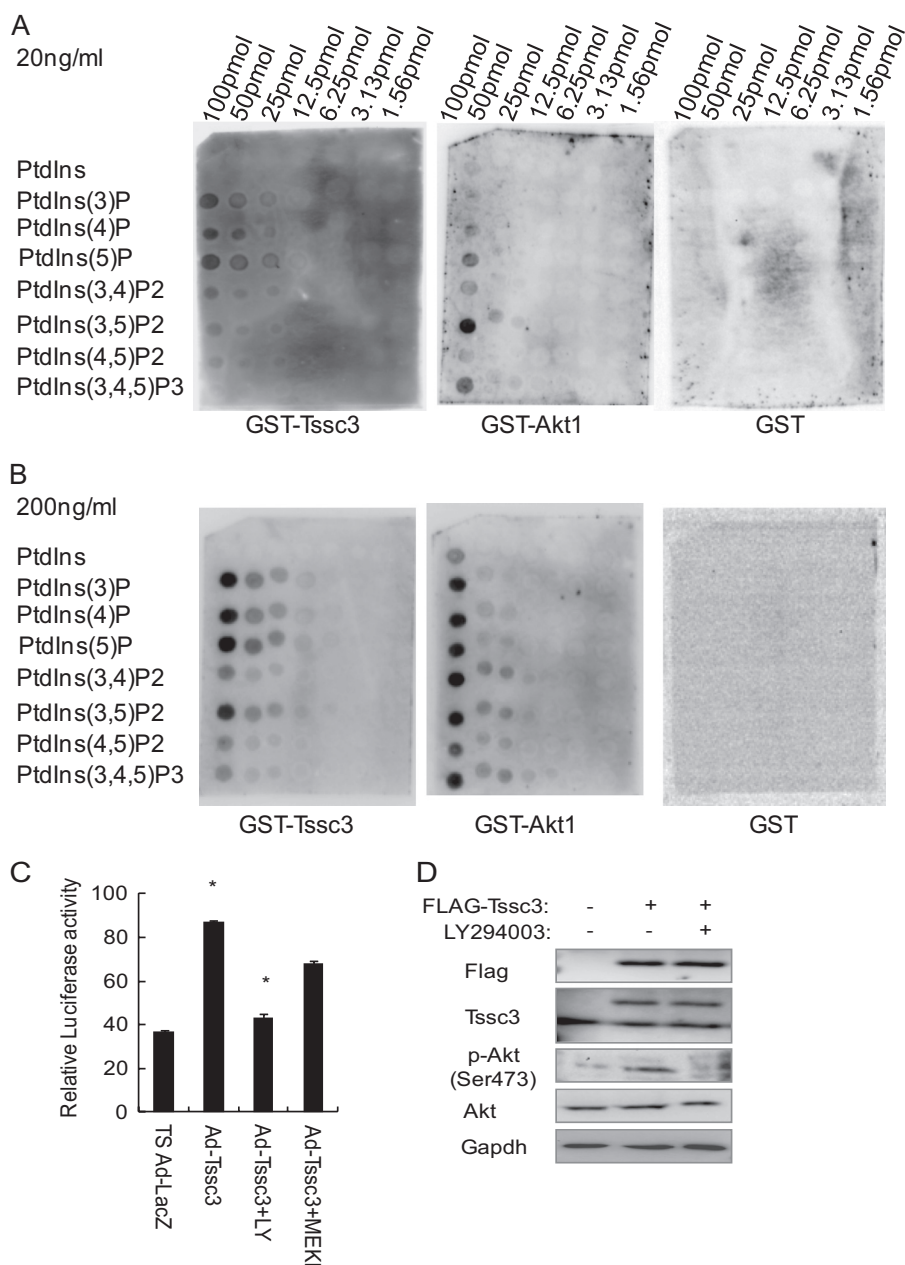 A
20ng/ml
100pmol
50pmol
25pmol
12.5pmol
6.25pmol
3.13pmol
1.56pmol
100pmol
50pmol
25pmol
12.5pmol
6.25pmol
3.13pmol
1.56pmol
100pmol
50pmol
25pmol
12.5pmol
6.25pmol
3.13pmol
1.56pmol
PtdIns
PtdIns(3)P
PtdIns(4)P
PtdIns(5)P
PtdIns(3,4)P2
PtdIns(3,5)P2
PtdIns(4,5)P2
PtdIns(3,4,5)P3
GST-Tssc3
GST-Akt1
GST
B
200ng/ml
PtdIns
PtdIns(3)P
PtdIns(4)P
PtdIns(5)P
PtdIns(3,4)P2
PtdIns(3,5)P2
PtdIns(4,5)P2
PtdIns(3,4,5)P3
GST-Tssc3
GST-Akt1
GST
C
Relative Luciferase activity
100
80
60
40
20
0
*
*
TS Ad-LacZ
Ad-Tssc3
Ad-Tssc3+LY
Ad-Tssc3+MEKI
D
FLAG-Tssc3: - + +
LY294003: - - +
Flag
Tssc3
p-Akt
(Ser473)
Akt
Gapdh